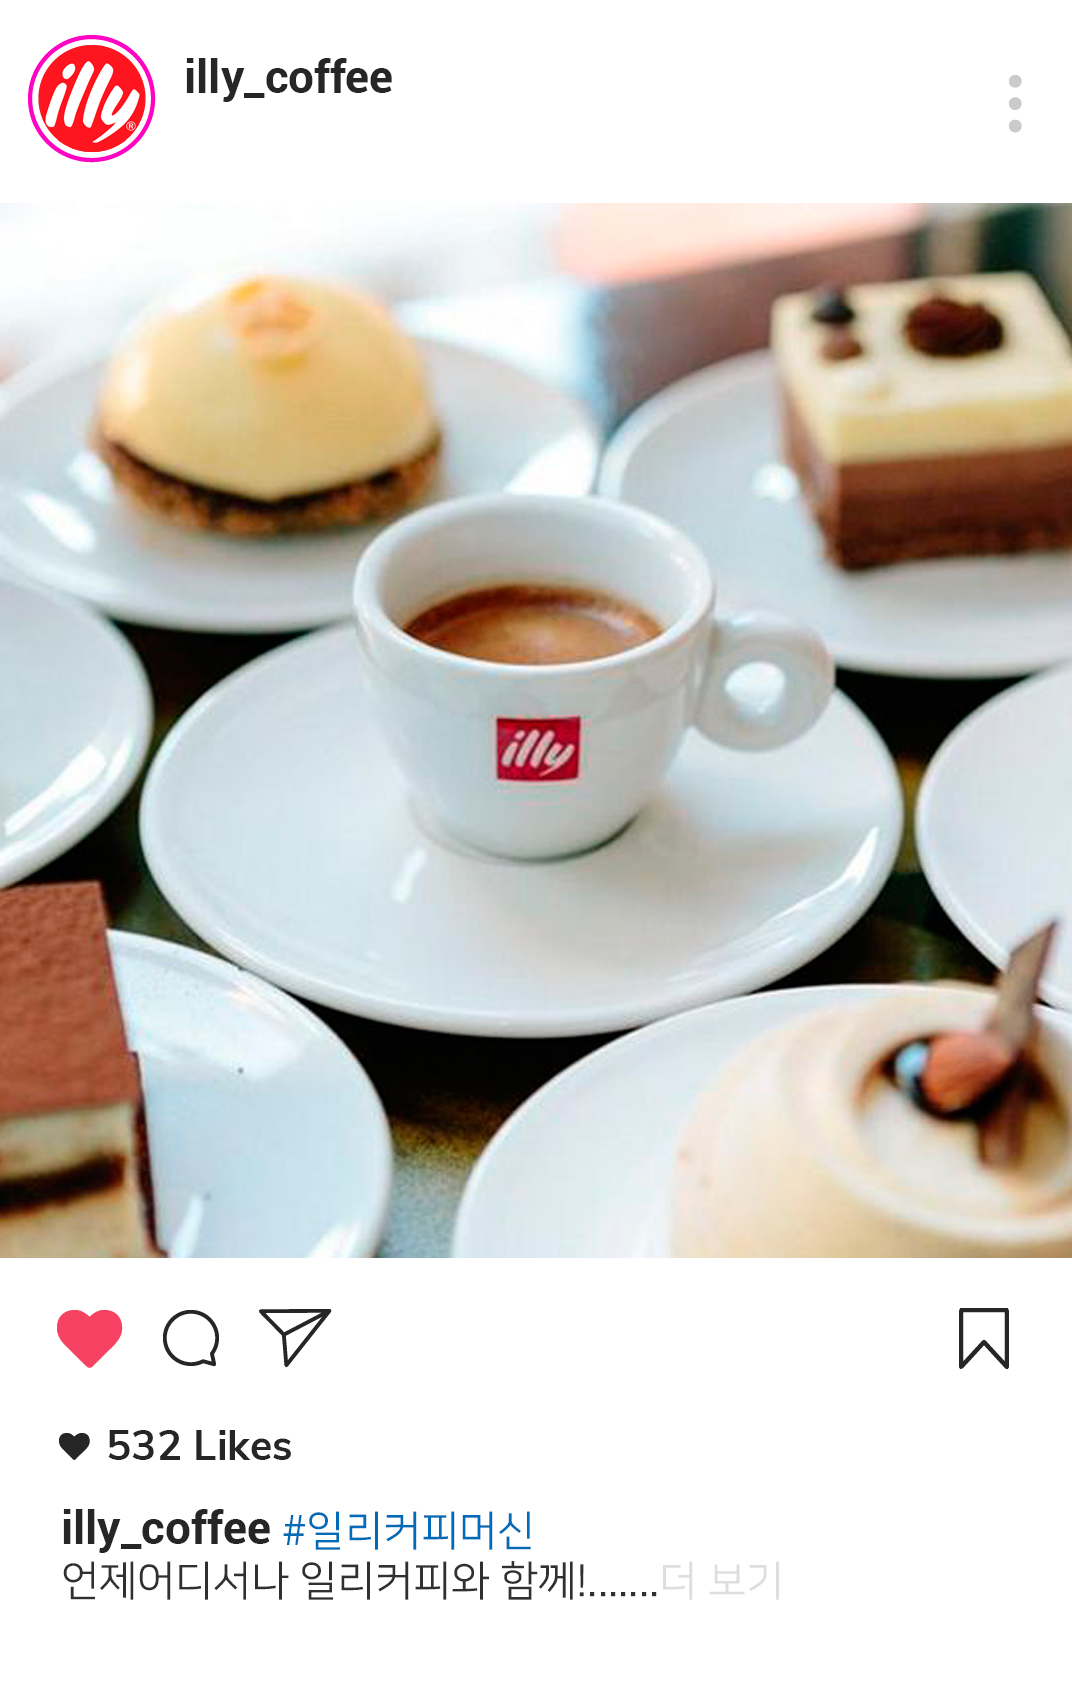 illy®
illy_coffee
illy
532 Likes
illy_coffee #일리커피머신
언제어디서나 일리커피와 함께!.......더 보기